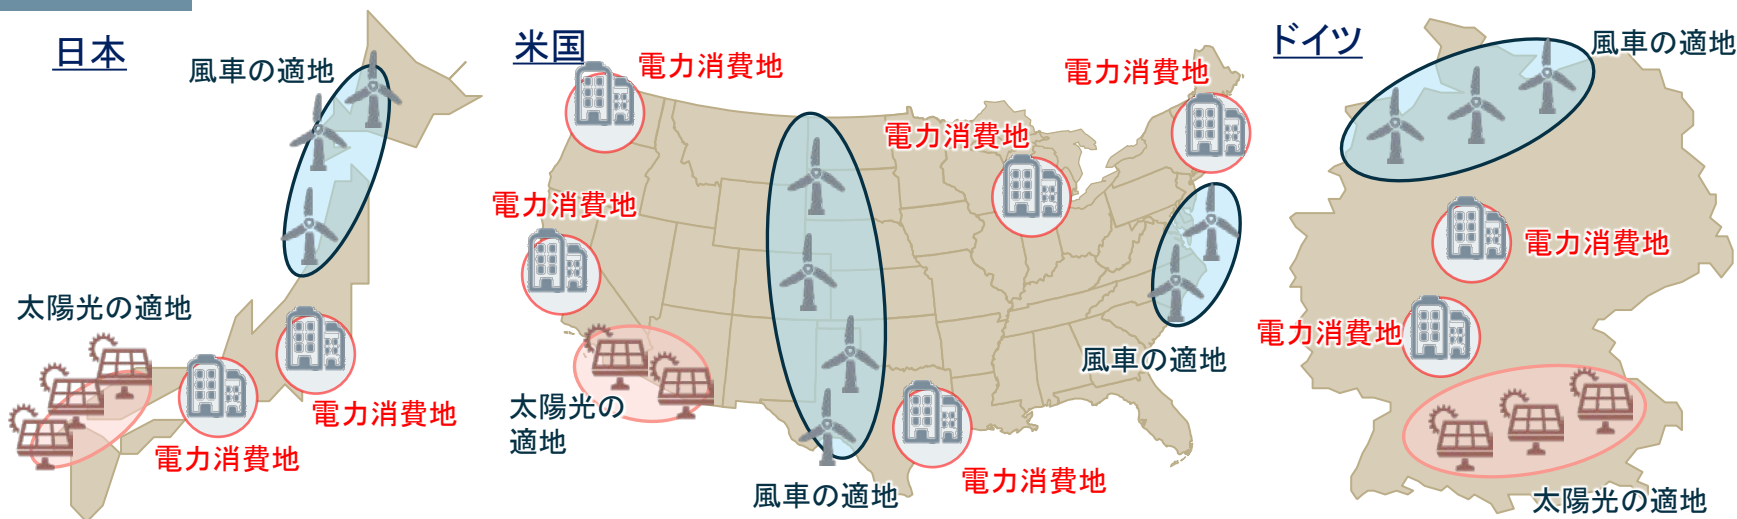 日本
風車の適地
太陽光の適地
電力消費地
電力消費地
米国
電力消費地
電力消費地
電力消費地
電力消費地
太陽光の
適地
風車の適地
電力消費地
風車の適地
ドイツ
風車の適地
電力消費地
電力消費地
太陽光の適地